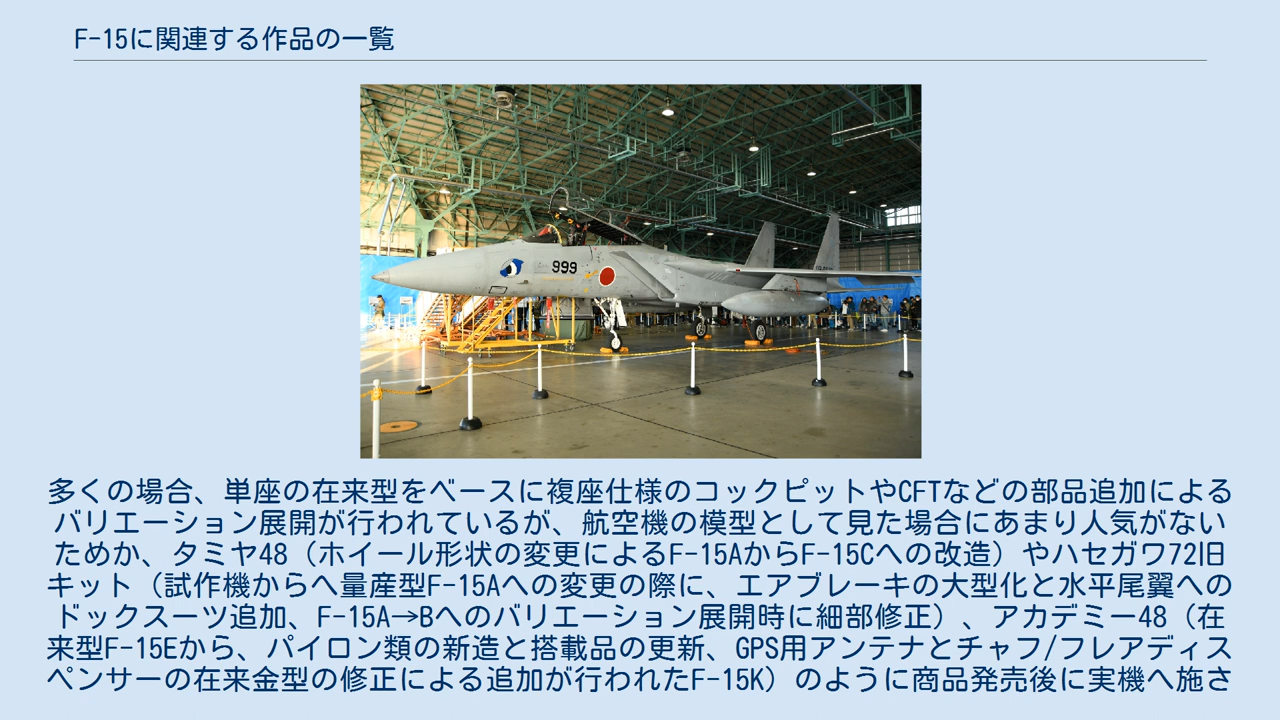 F-15に関連する作品の一覧
999
多くの場合、単座の在来型をベースに複座仕様のコックピットやCFTなどの部品追加による
バリエーション展開が行われているが、航空機の模型として見た場合にあまり人気がない
ためか、タミヤ48（ホイール形状の変更によるF-15AからF-15Cへの改造）やハセガワ72旧
キット（試作機からへ量産型F-15Aへの変更の際に、エアブレーキの大型化と水平尾翼への
ドックスーツ追加、F-15A→Bへのバリエーション展開時に細部修正）、アカデミー48（在
来型F-15Eから、パイロン類の新造と搭載品の更新、GPS用アンテナとチャフ/フレアディス
ペンサーの在来金型の修正による追加が行われたF-15K）のように商品発売後に実機へ施さ